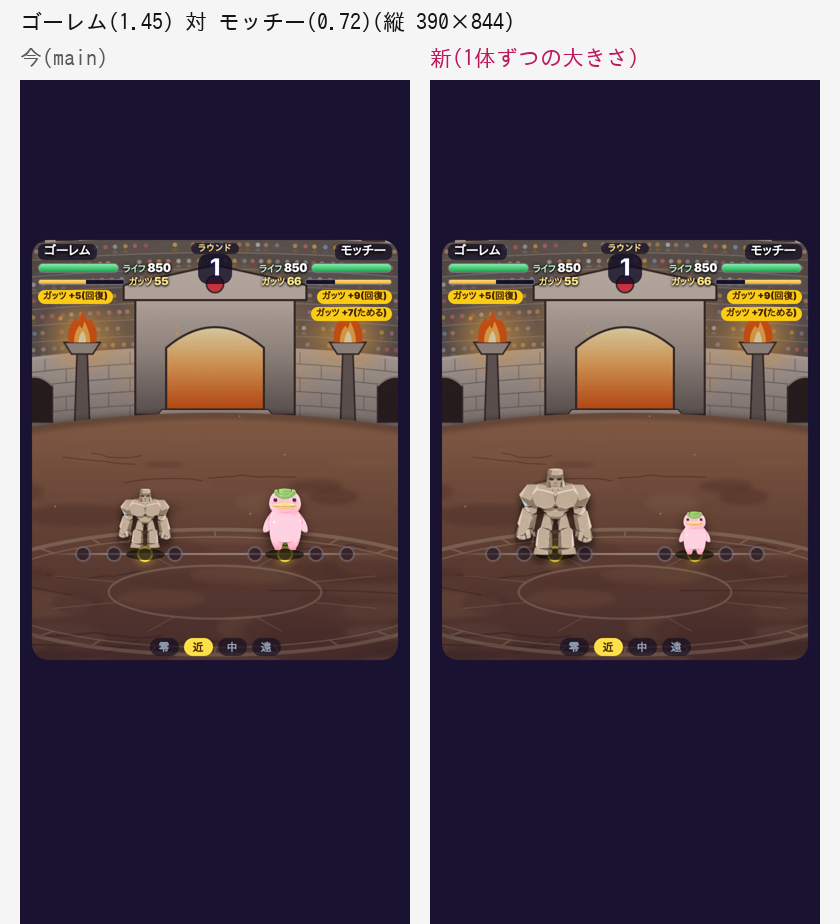 ゴーレム(1.45) 対 モッチー(0.72)(縦 390×844)
今(main)
新(1体ずつの大きさ)
ゴーレム
ラウンド
モッチー
ライフ 850
1
ライフ 850
ガッツ 55
ガッツ 66
ガッツ +5(回復)
ガッツ +9(回復)
ガッツ +7(ためる)
零 近 中 遠
ゴーレム
ラウンド
モッチー
ライフ 850
1
ライフ 850
ガッツ 55
ガッツ 66
ガッツ +5(回復)
ガッツ +9(回復)
ガッツ +7(ためる)
零 近 中 遠